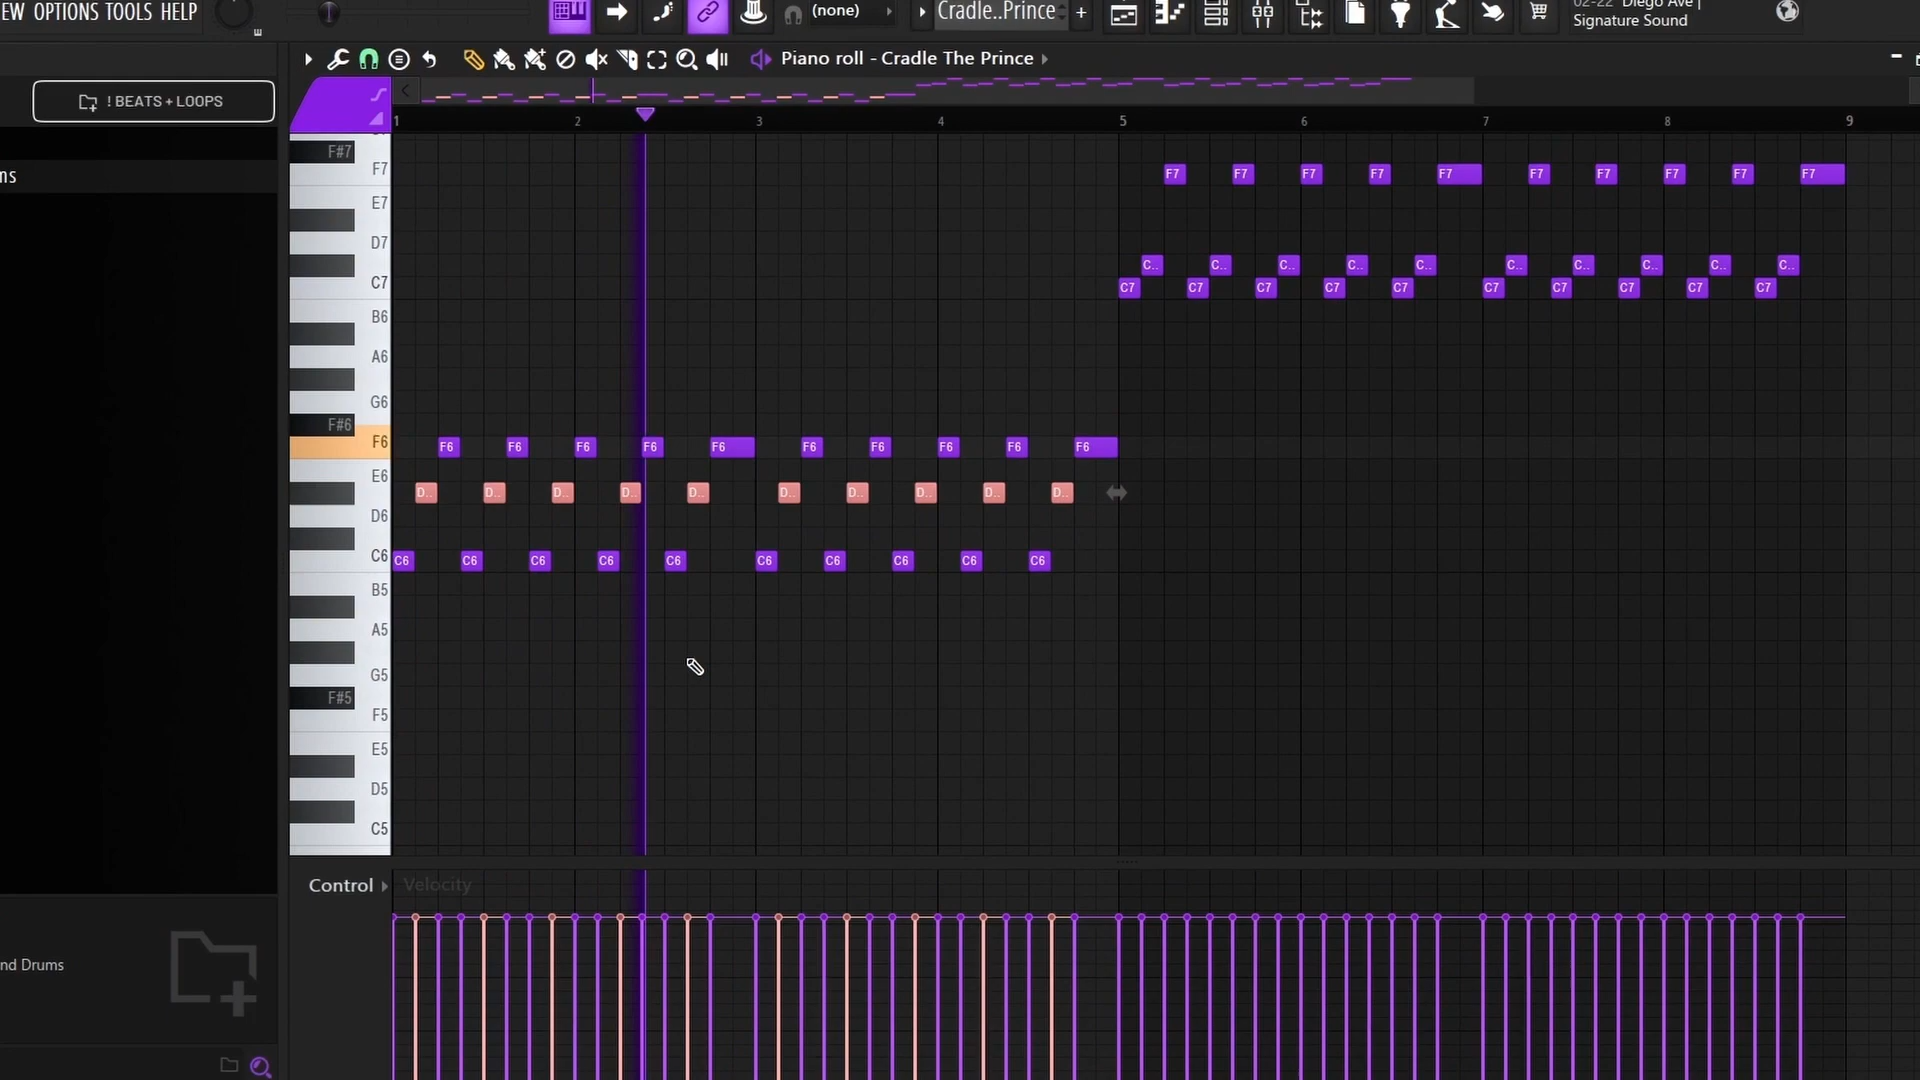 EW OPTIONS TOOLS HELP
(none)
Cradle..Prince
Diego Ave |
Signature Sound
! BEATS + LOOPS
ms
nd Drums
Piano roll - Cradle The Prince
1 2 3 4 5 6 7 8 9
F#7
F7 F7 F7 F7 F7 F7 F7 F7 F7 F7 F7
E7
D7
C.. C.. C.. C.. C.. C.. C.. C.. C.. C..
C7 C7 C7 C7 C7 C7 C7 C7 C7 C7 C7
B6
A6
G6
F#6
F6 F6 F6 F6 F6 F6 F6 F6 F6 F6 F6
E6
D.. D.. D.. D.. D.. D.. D.. D.. D.. D..
D6
C6 C6 C6 C6 C6 C6 C6 C6 C6 C6 C6
B5
A5
G5
F#5
F5
E5
D5
C5
Control Velocity